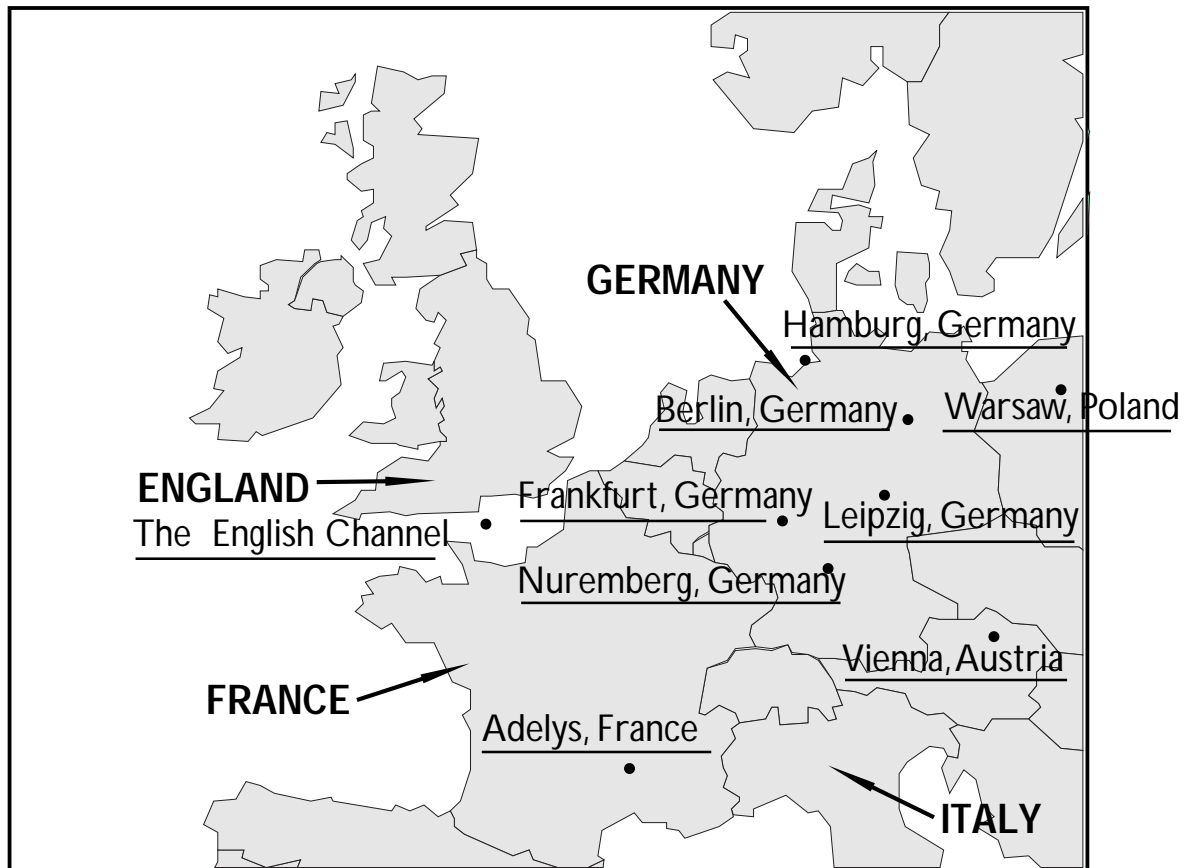 GERMANY
Hamburg, Germany
Berlin, Germany
Warsaw, Poland
ENGLAND
Frankfurt, Germany
The English Channel
Leipzig, Germany
Nuremberg, Germany
Vienna, Austria
FRANCE
Adelys, France
ITALY